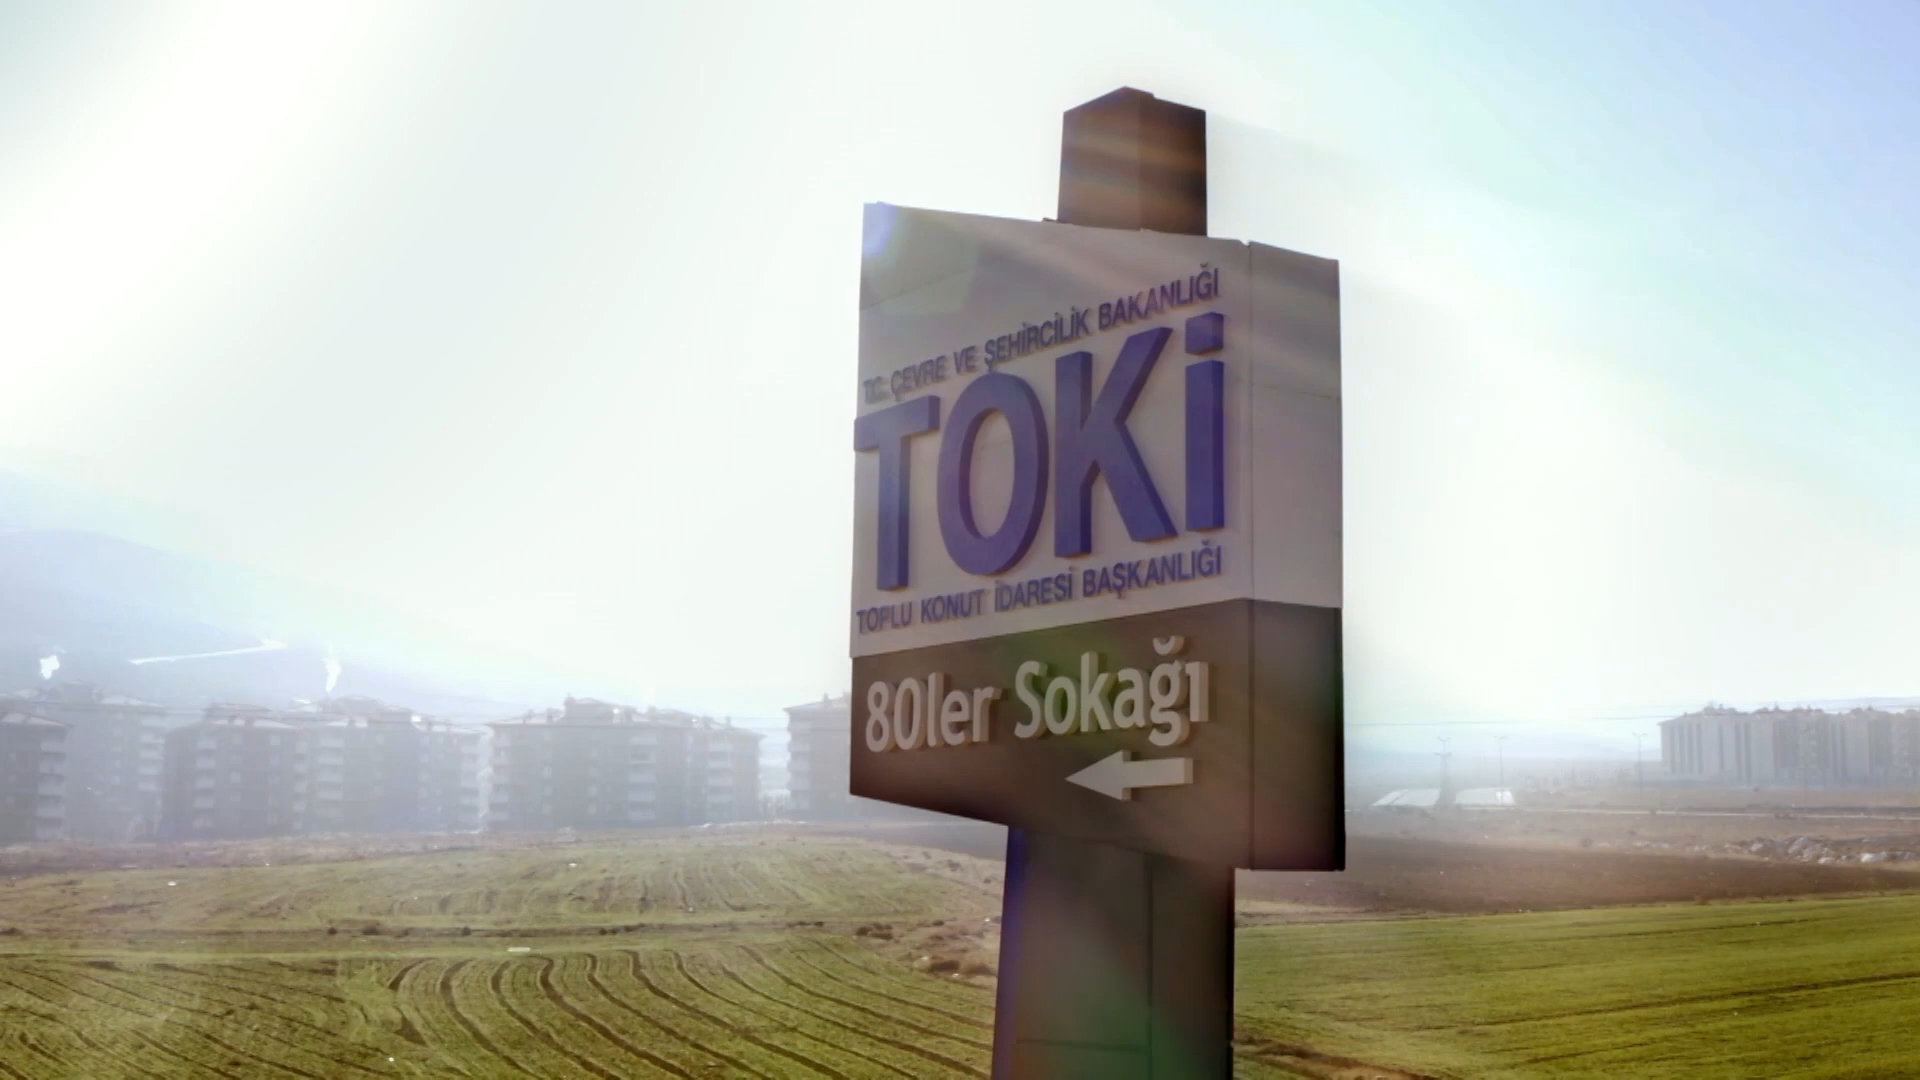 T.C. ÇEVRE VE ŞEHİRCİLİK BAKANLIĞI
TOKİ
TOPLU KONUT İDARESİ BAŞKANLIĞI
80ler Sokağı